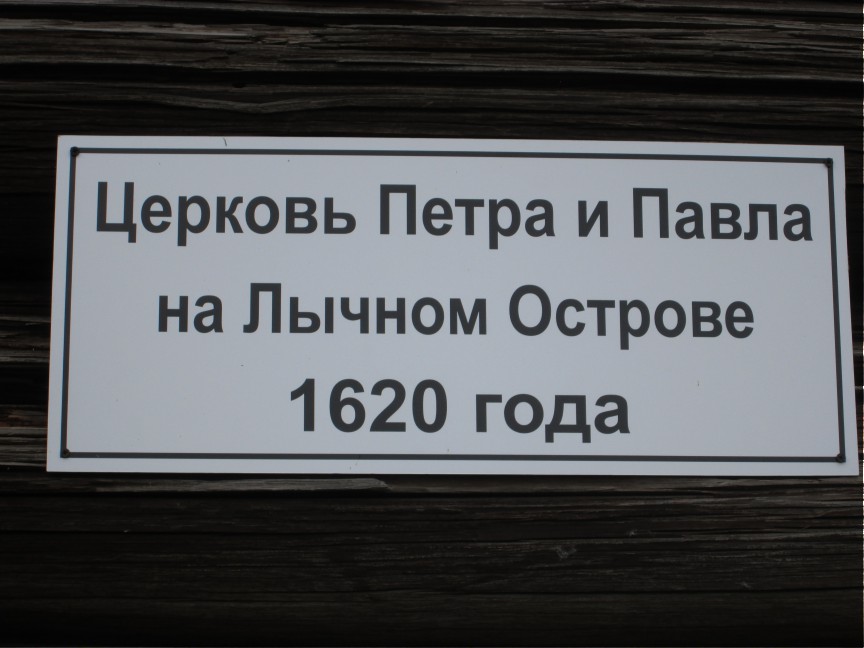 Церковь Петра и Павла
на Лычном Острове
1620 года